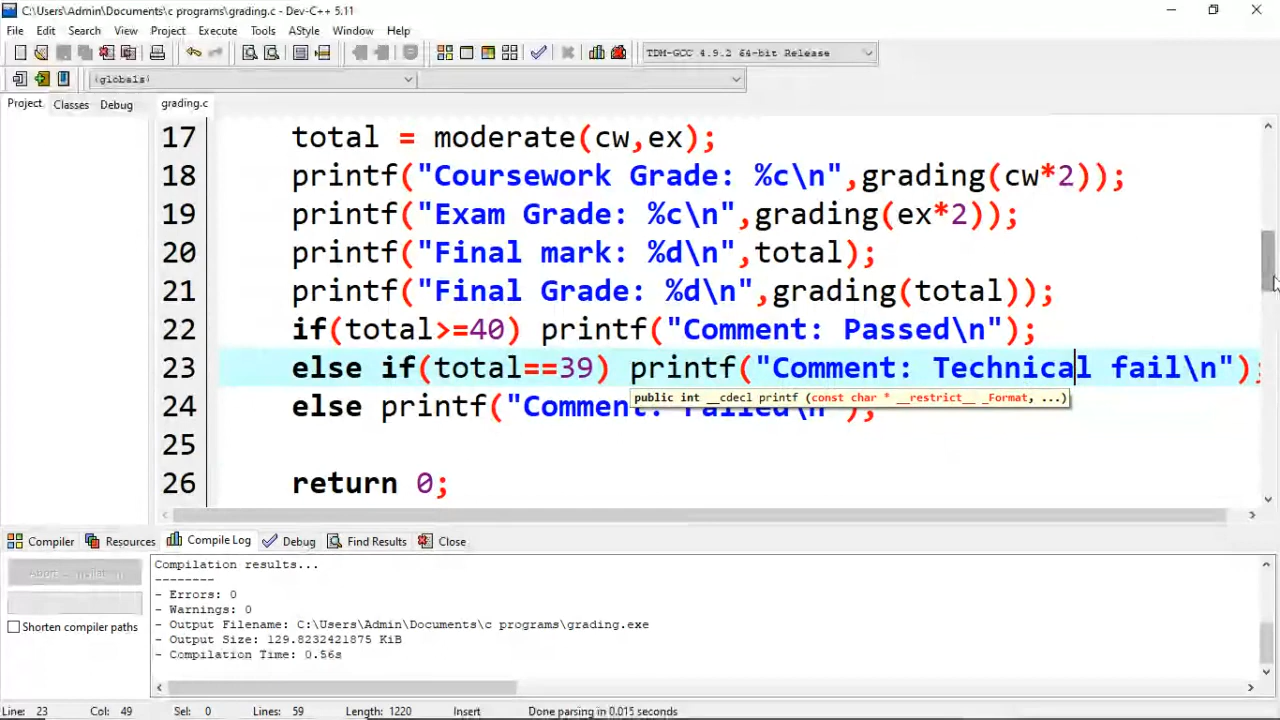 C:\Users\Admin\Documents\c programs\grading.c - Dev-C++ 5.11
File Edit Search View Project Execute Tools AStyle Window Help
TDM-GCC 4.9.2 64-bit Release
(globals)
Project Classes Debug grading.c
17 total = moderate(cw,ex);
18 printf("Coursework Grade: %c\n",grading(cw*2));
19 printf("Exam Grade: %c\n",grading(ex*2));
20 printf("Final mark: %d\n",total);
21 printf("Final Grade: %d\n",grading(total));
22 if(total>=40) printf("Comment: Passed\n");
23 else if(total==39) printf("Comment: Technical fail\n");
public int __cdecl printf (const char * __restrict__ _Format, ...)
24 else printf("Comment: Failed\n");
25
26 return 0;
Compiler Resources Compile Log Debug Find Results Close
Compilation results...
--------
- Errors: 0
- Warnings: 0
- Output Filename: C:\Users\Admin\Documents\c programs\grading.exe
- Output Size: 129.8232421875 KiB
- Compilation Time: 0.56s
Shorten compiler paths
Line: 23 Col: 49 Sel: 0 Lines: 59 Length: 1220 Insert Done parsing in 0.015 seconds